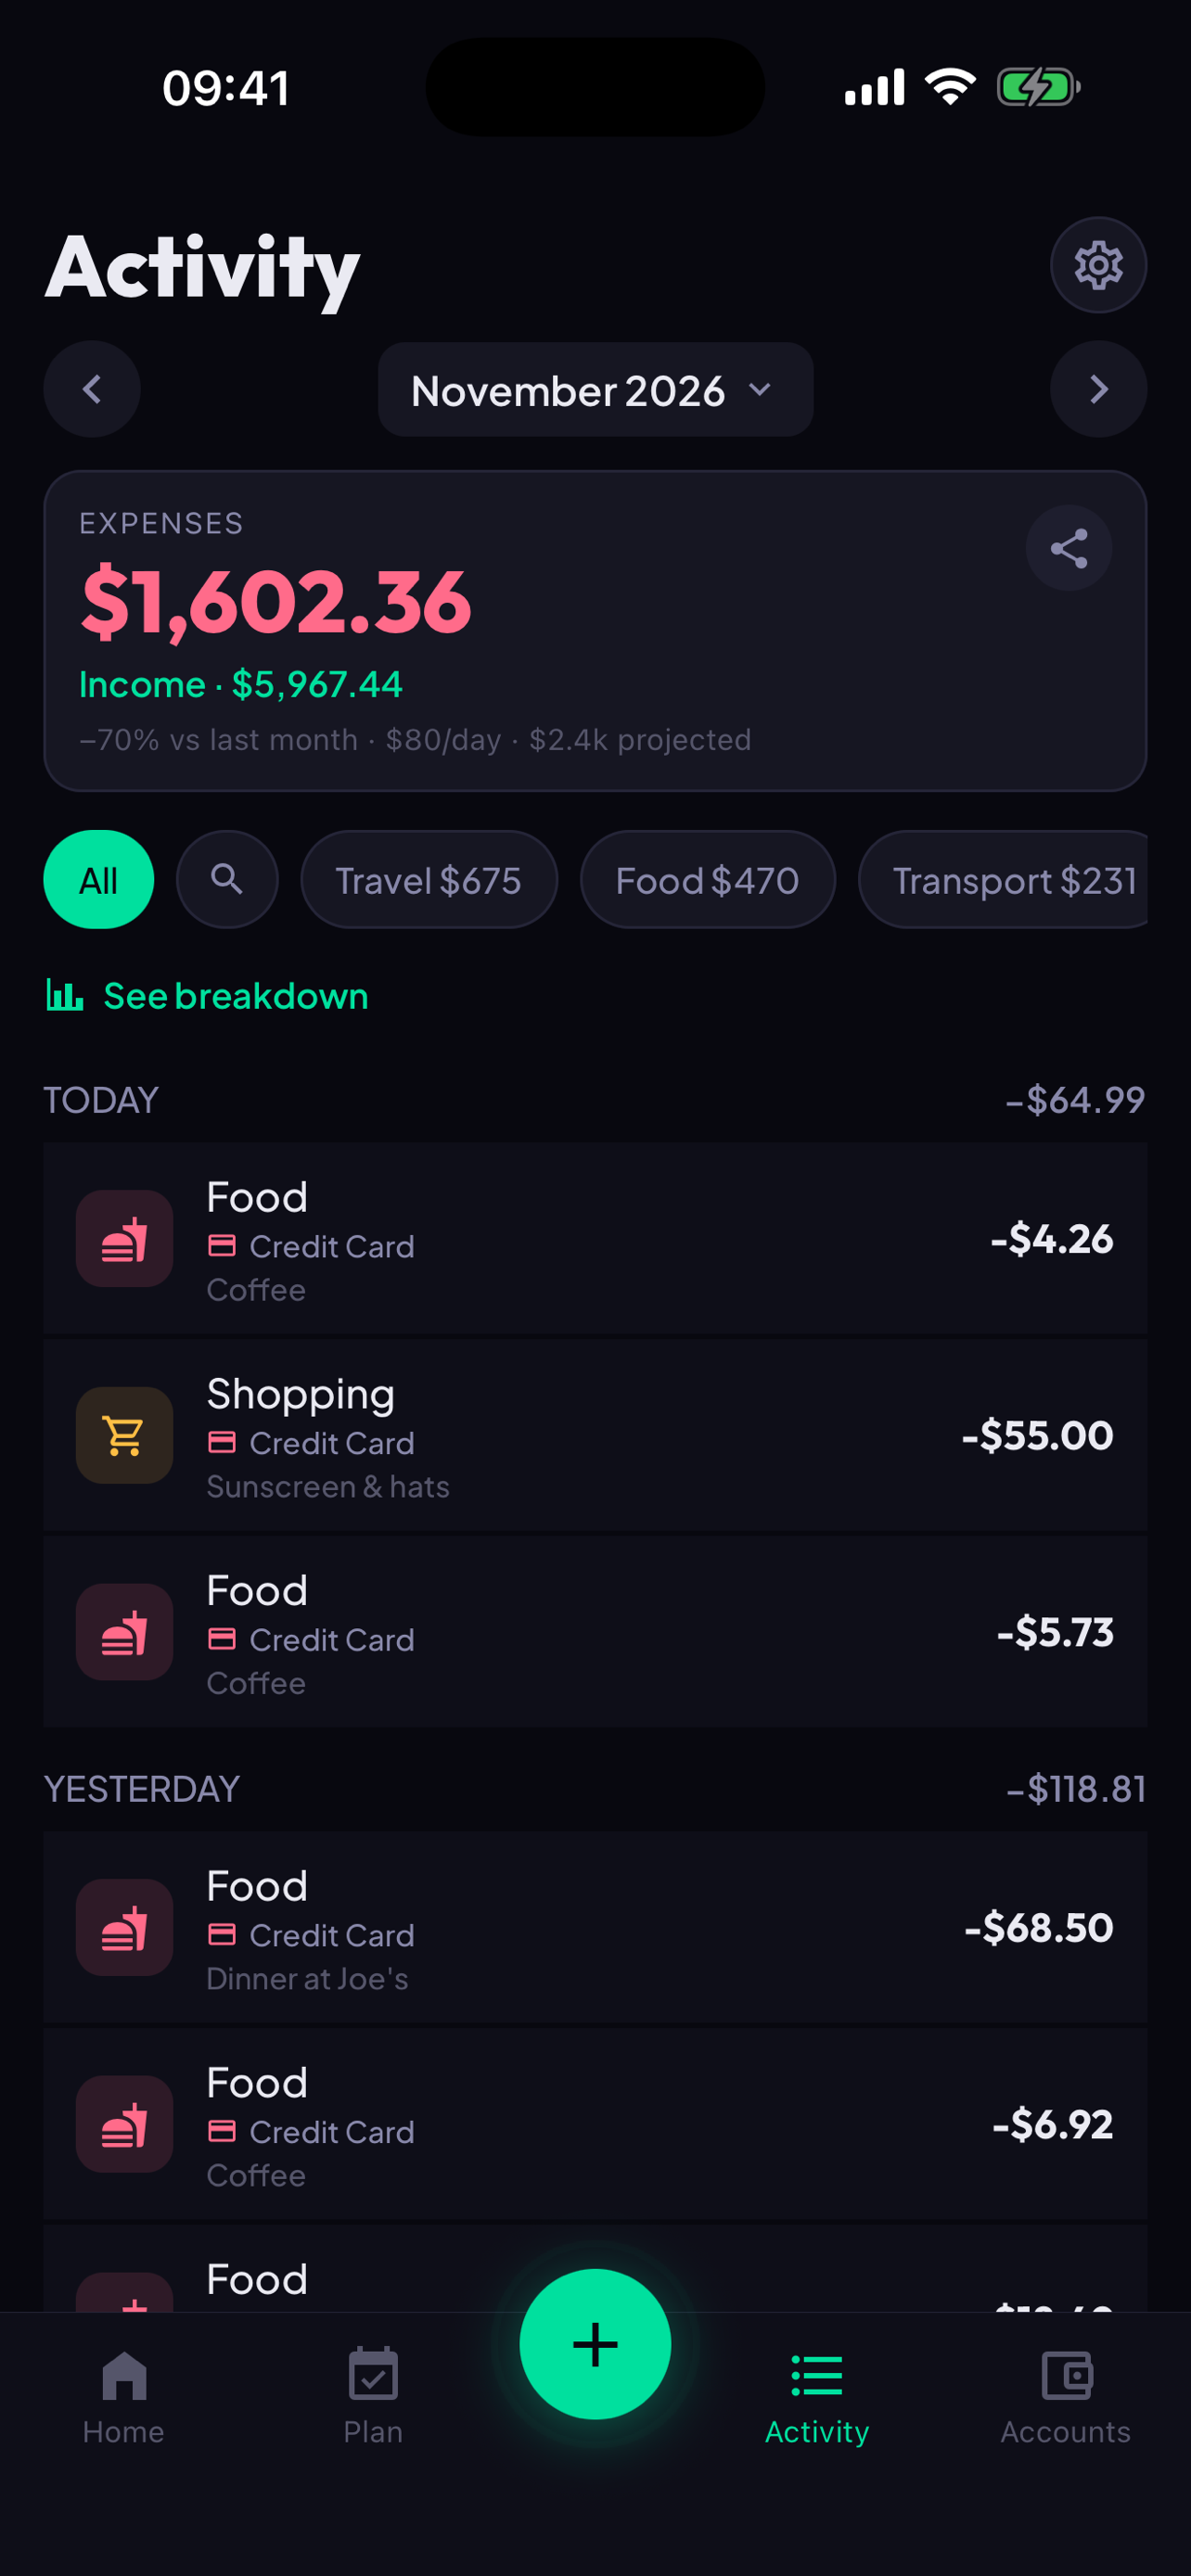 09:41
Activity
November 2026
EXPENSES
$1,602.36
Income · $5,967.44
–70% vs last month · $80/day · $2.4k projected
All
Travel $675
Food $470
Transport $231
See breakdown
TODAY –$64.99
Food
Credit Card
Coffee
-$4.26
Shopping
Credit Card
Sunscreen & hats
-$55.00
Food
Credit Card
Coffee
-$5.73
YESTERDAY –$118.81
Food
Credit Card
Dinner at Joe's
-$68.50
Food
Credit Card
Coffee
-$6.92
Food
Home
Plan
Activity
Accounts